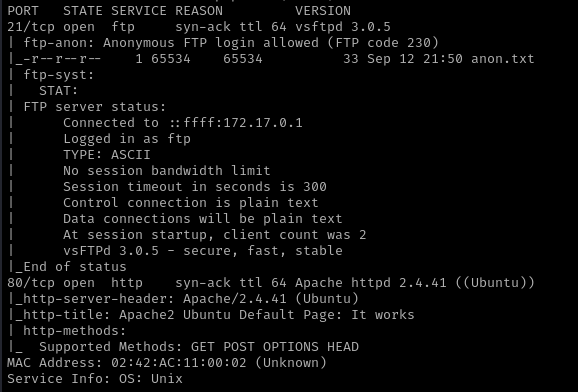 PORT   STATE SERVICE REASON         VERSION
21/tcp open  ftp     syn-ack ttl 64 vsftpd 3.0.5
| ftp-anon: Anonymous FTP login allowed (FTP code 230)
|_-r--r--r--    1 65534    65534          33 Sep 12 21:50 anon.txt
| ftp-syst:
|   STAT:
| FTP server status:
|      Connected to ::ffff:172.17.0.1
|      Logged in as ftp
|      TYPE: ASCII
|      No session bandwidth limit
|      Session timeout in seconds is 300
|      Control connection is plain text
|      Data connections will be plain text
|      At session startup, client count was 2
|      vsFTPd 3.0.5 - secure, fast, stable
|_End of status
80/tcp open  http    syn-ack ttl 64 Apache httpd 2.4.41 ((Ubuntu))
|_http-server-header: Apache/2.4.41 (Ubuntu)
|_http-title: Apache2 Ubuntu Default Page: It works
| http-methods:
|_  Supported Methods: GET POST OPTIONS HEAD
MAC Address: 02:42:AC:11:00:02 (Unknown)
Service Info: OS: Unix